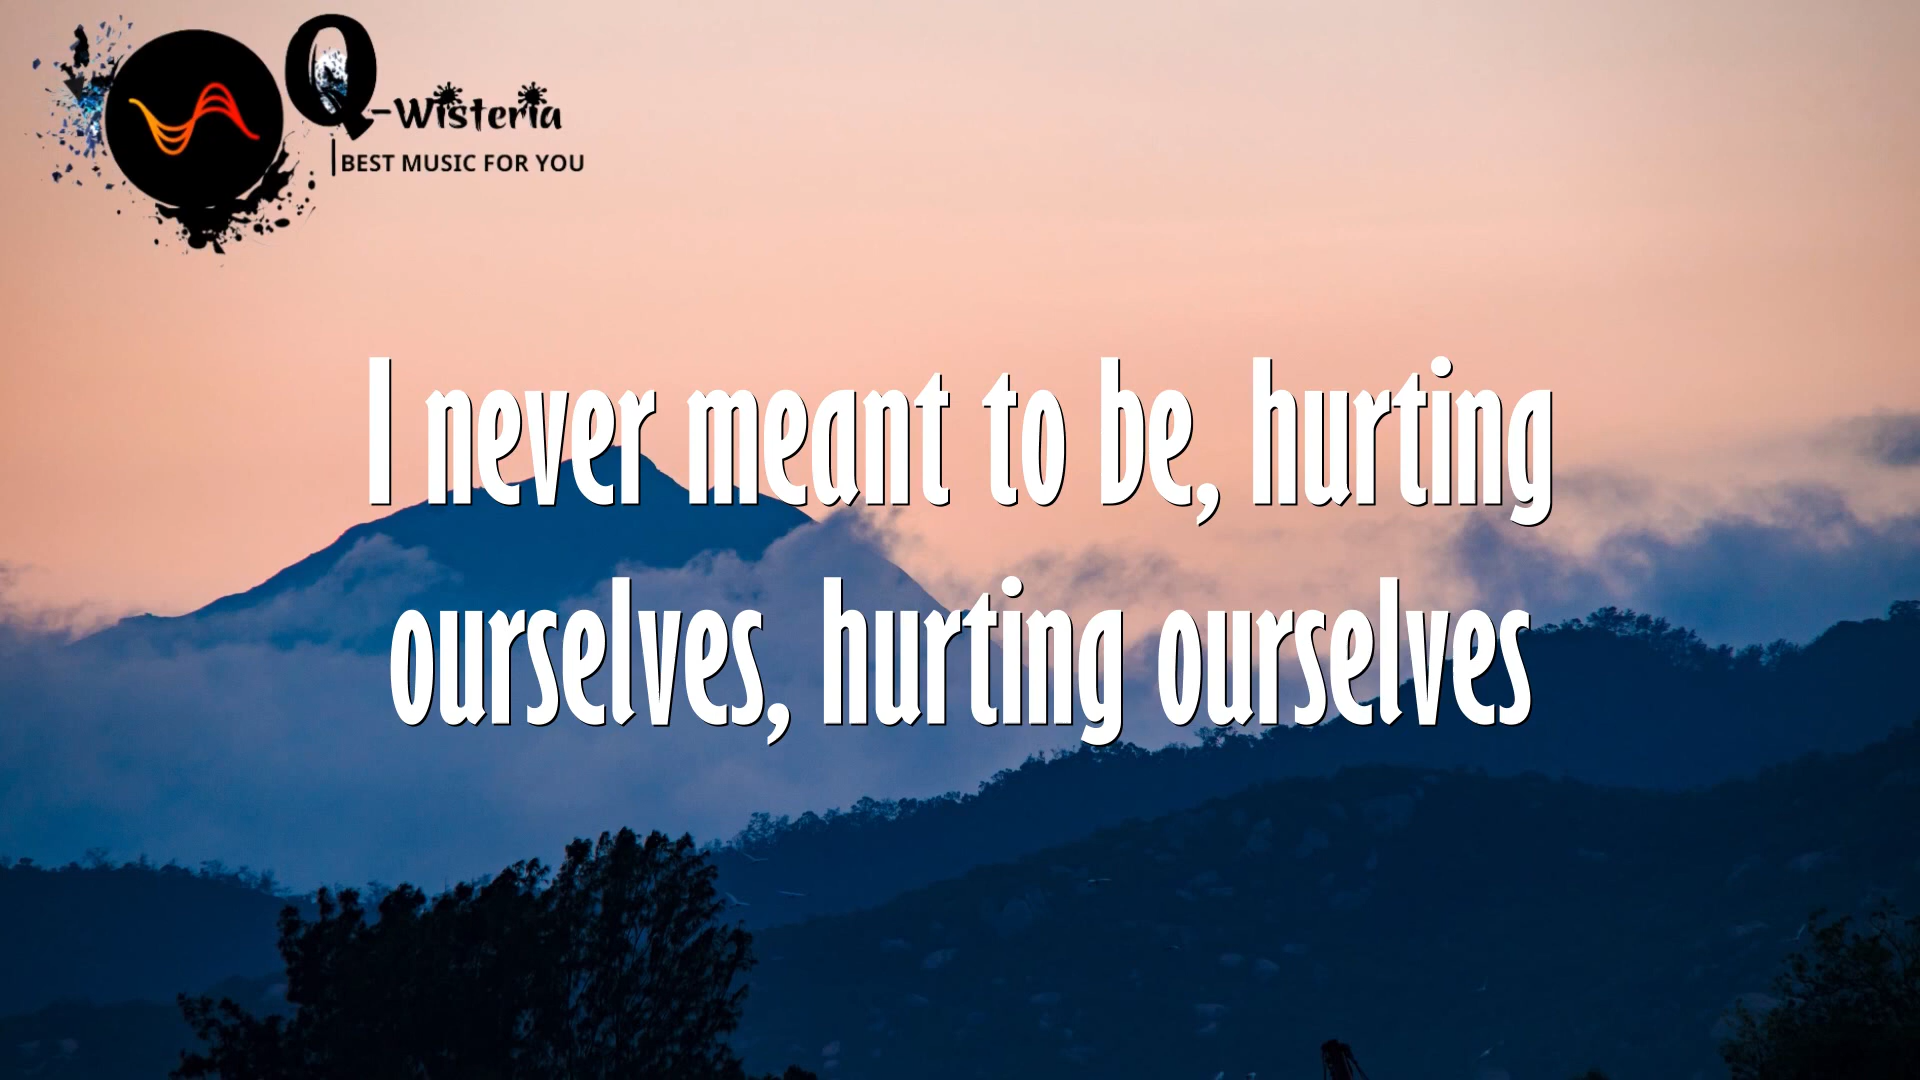 Q-Wisteria
BEST MUSIC FOR YOU
I never meant to be, hurting
ourselves, hurting ourselves